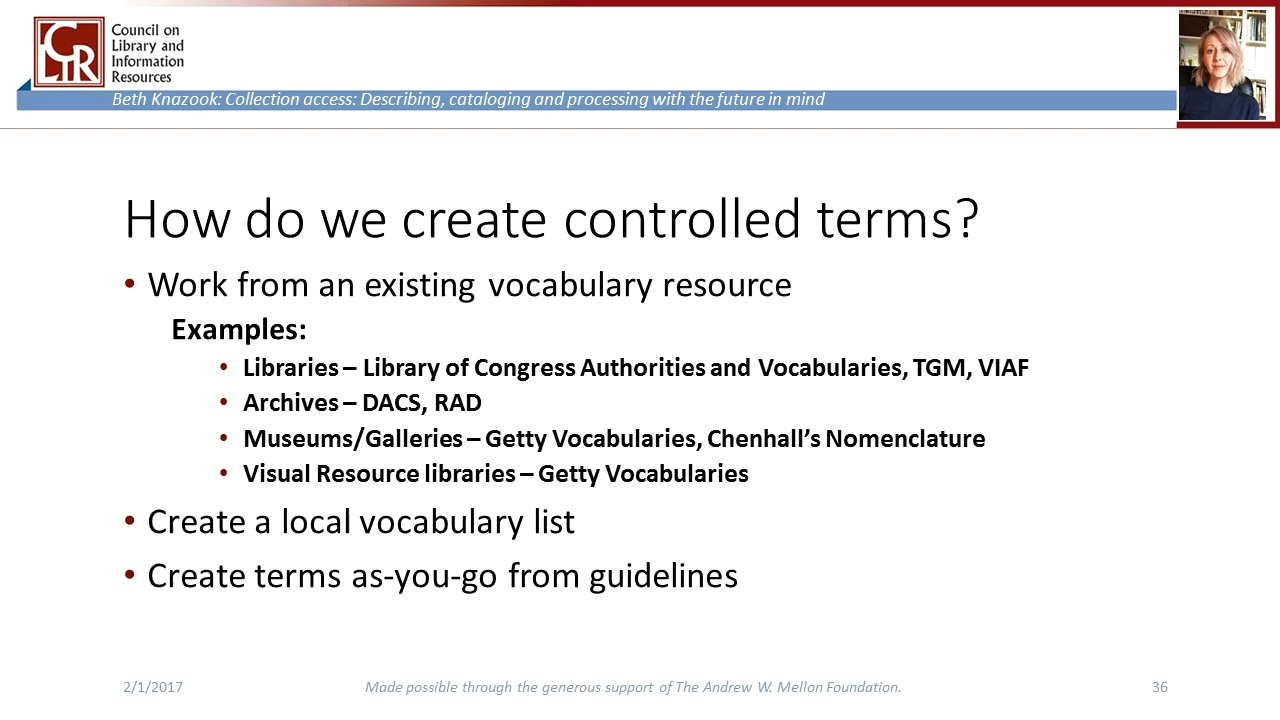 CLIR
Council on
Library and
Information
Resources
Beth Knazook: Collection access: Describing, cataloging and processing with the future in mind
How do we create controlled terms?
• Work from an existing vocabulary resource
Examples:
• Libraries – Library of Congress Authorities and Vocabularies, TGM, VIAF
• Archives – DACS, RAD
• Museums/Galleries – Getty Vocabularies, Chenhall’s Nomenclature
• Visual Resource libraries – Getty Vocabularies
• Create a local vocabulary list
• Create terms as-you-go from guidelines
2/1/2017
Made possible through the generous support of The Andrew W. Mellon Foundation.
36